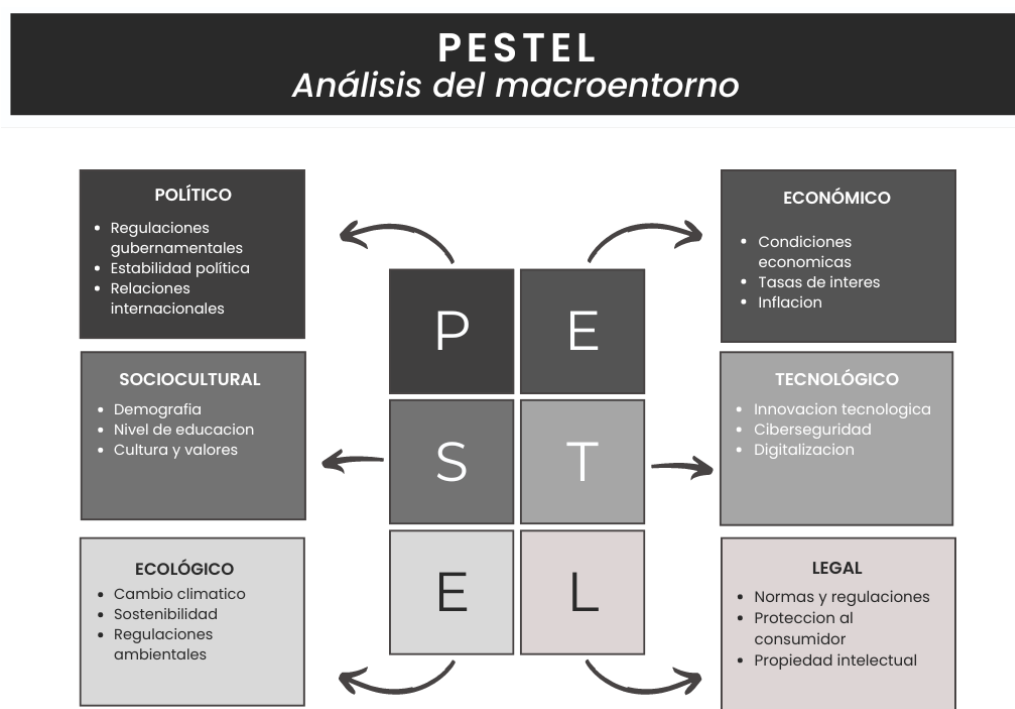 PESTEL
Análisis del macroentorno
POLÍTICO
• Regulaciones
gubernamentales
• Estabilidad política
• Relaciones
internacionales
ECONÓMICO
• Condiciones
economicas
• Tasas de interes
• Inflacion
P
E
SOCIOCULTURAL
• Demografia
• Nivel de educacion
• Cultura y valores
TECNOLÓGICO
• Innovacion tecnologica
• Ciberseguridad
• Digitalizacion
S
T
ECOLÓGICO
• Cambio climatico
• Sostenibilidad
• Regulaciones
ambientales
LEGAL
• Normas y regulaciones
• Proteccion al
consumidor
• Propiedad intelectual
E
L